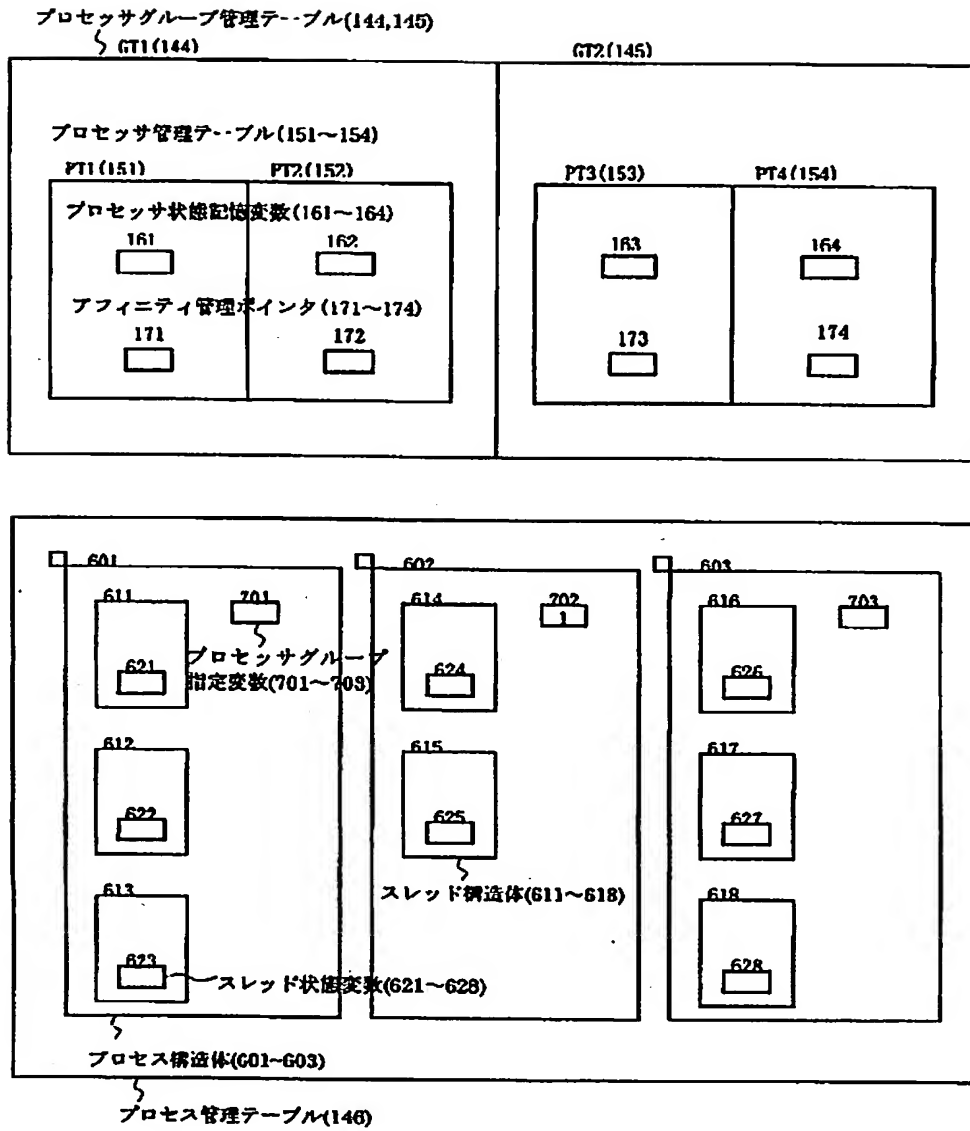 プロセッサグループ管理テーブル(144,145)
GT1(144)
GT2(145)
プロセッサ管理テーブル(151～154)
PT1(151)
PT2(152)
PT3(153)
PT4(154)
プロセッサ状態記憶変数(161～164)
161
162
163
164
アフィニティ管理ポインタ(171～174)
171
172
173
174
601
602
603
611
701
614
702
616
703
1
プロセッサグループ
指定変数(701～703)
621
624
626
612
615
617
622
625
627
スレッド構造体(611～618)
613
618
623
スレッド状態変数(621～628)
628
プロセス構造体(601~603)
プロセス管理テーブル(146)